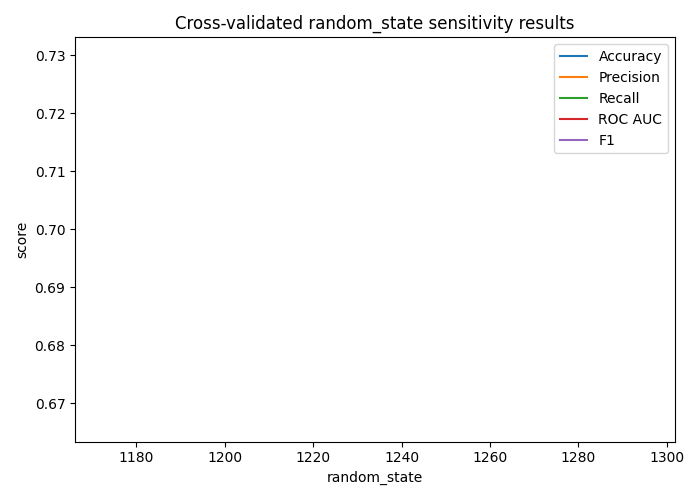 Cross-validated random_state sensitivity results
0.73
0.72
0.71
0.70
0.69
0.68
0.67
score
Accuracy
Precision
Recall
ROC AUC
F1
1180 1200 1220 1240 1260 1280 1300
random_state